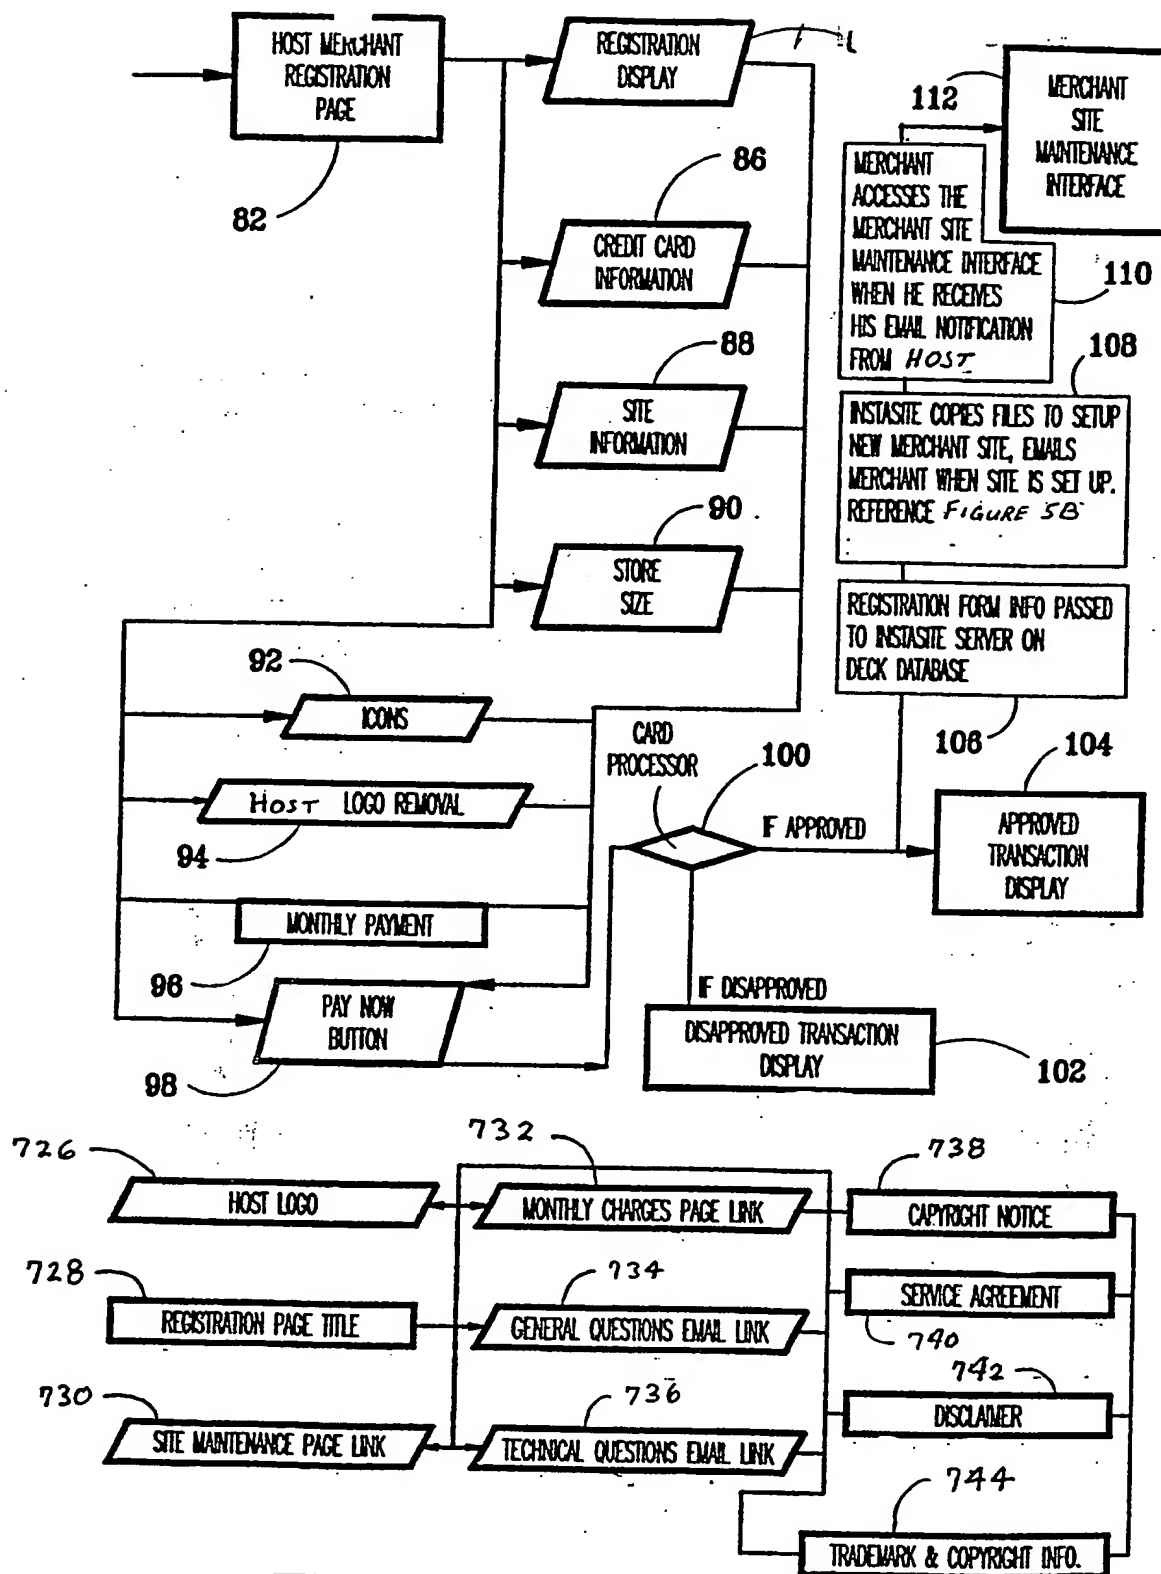 HOST MERCHANT
REGISTRATION
PAGE
82
REGISTRATION
DISPLAY
86
CREDIT CARD
INFORMATION
88
SITE
INFORMATION
90
STORE
SIZE
92
ICONS
HOST LOGO REMOVAL
94
MONTHLY PAYMENT
96
PAY NOW
BUTTON
98
CARD
PROCESSOR
100
IF APPROVED
IF DISAPPROVED
DISAPPROVED TRANSACTION
DISPLAY
102
104
APPROVED
TRANSACTION
DISPLAY
REGISTRATION FORM INFO PASSED
TO INSTASITE SERVER ON
DECK DATABASE
106
108
INSTASITE COPIES FILES TO SETUP
NEW MERCHANT SITE, EMAILS
MERCHANT WHEN SITE IS SET UP.
REFERENCE FIGURE 5B
MERCHANT
ACCESSES THE
MERCHANT SITE
MAINTENANCE INTERFACE
WHEN HE RECEIVES
HIS EMAIL NOTIFICATION
FROM HOST
110
112
MERCHANT
SITE
MAINTENANCE
INTERFACE
726
HOST LOGO
728
REGISTRATION PAGE TITLE
730
SITE MAINTENANCE PAGE LINK
732
MONTHLY CHARGES PAGE LINK
734
GENERAL QUESTIONS EMAIL LINK
736
TECHNICAL QUESTIONS EMAIL LINK
738
CAPYRIGHT NOTICE
SERVICE AGREEMENT
740
742
DISCLAIMER
744
TRADEMARK & COPYRIGHT INFO.